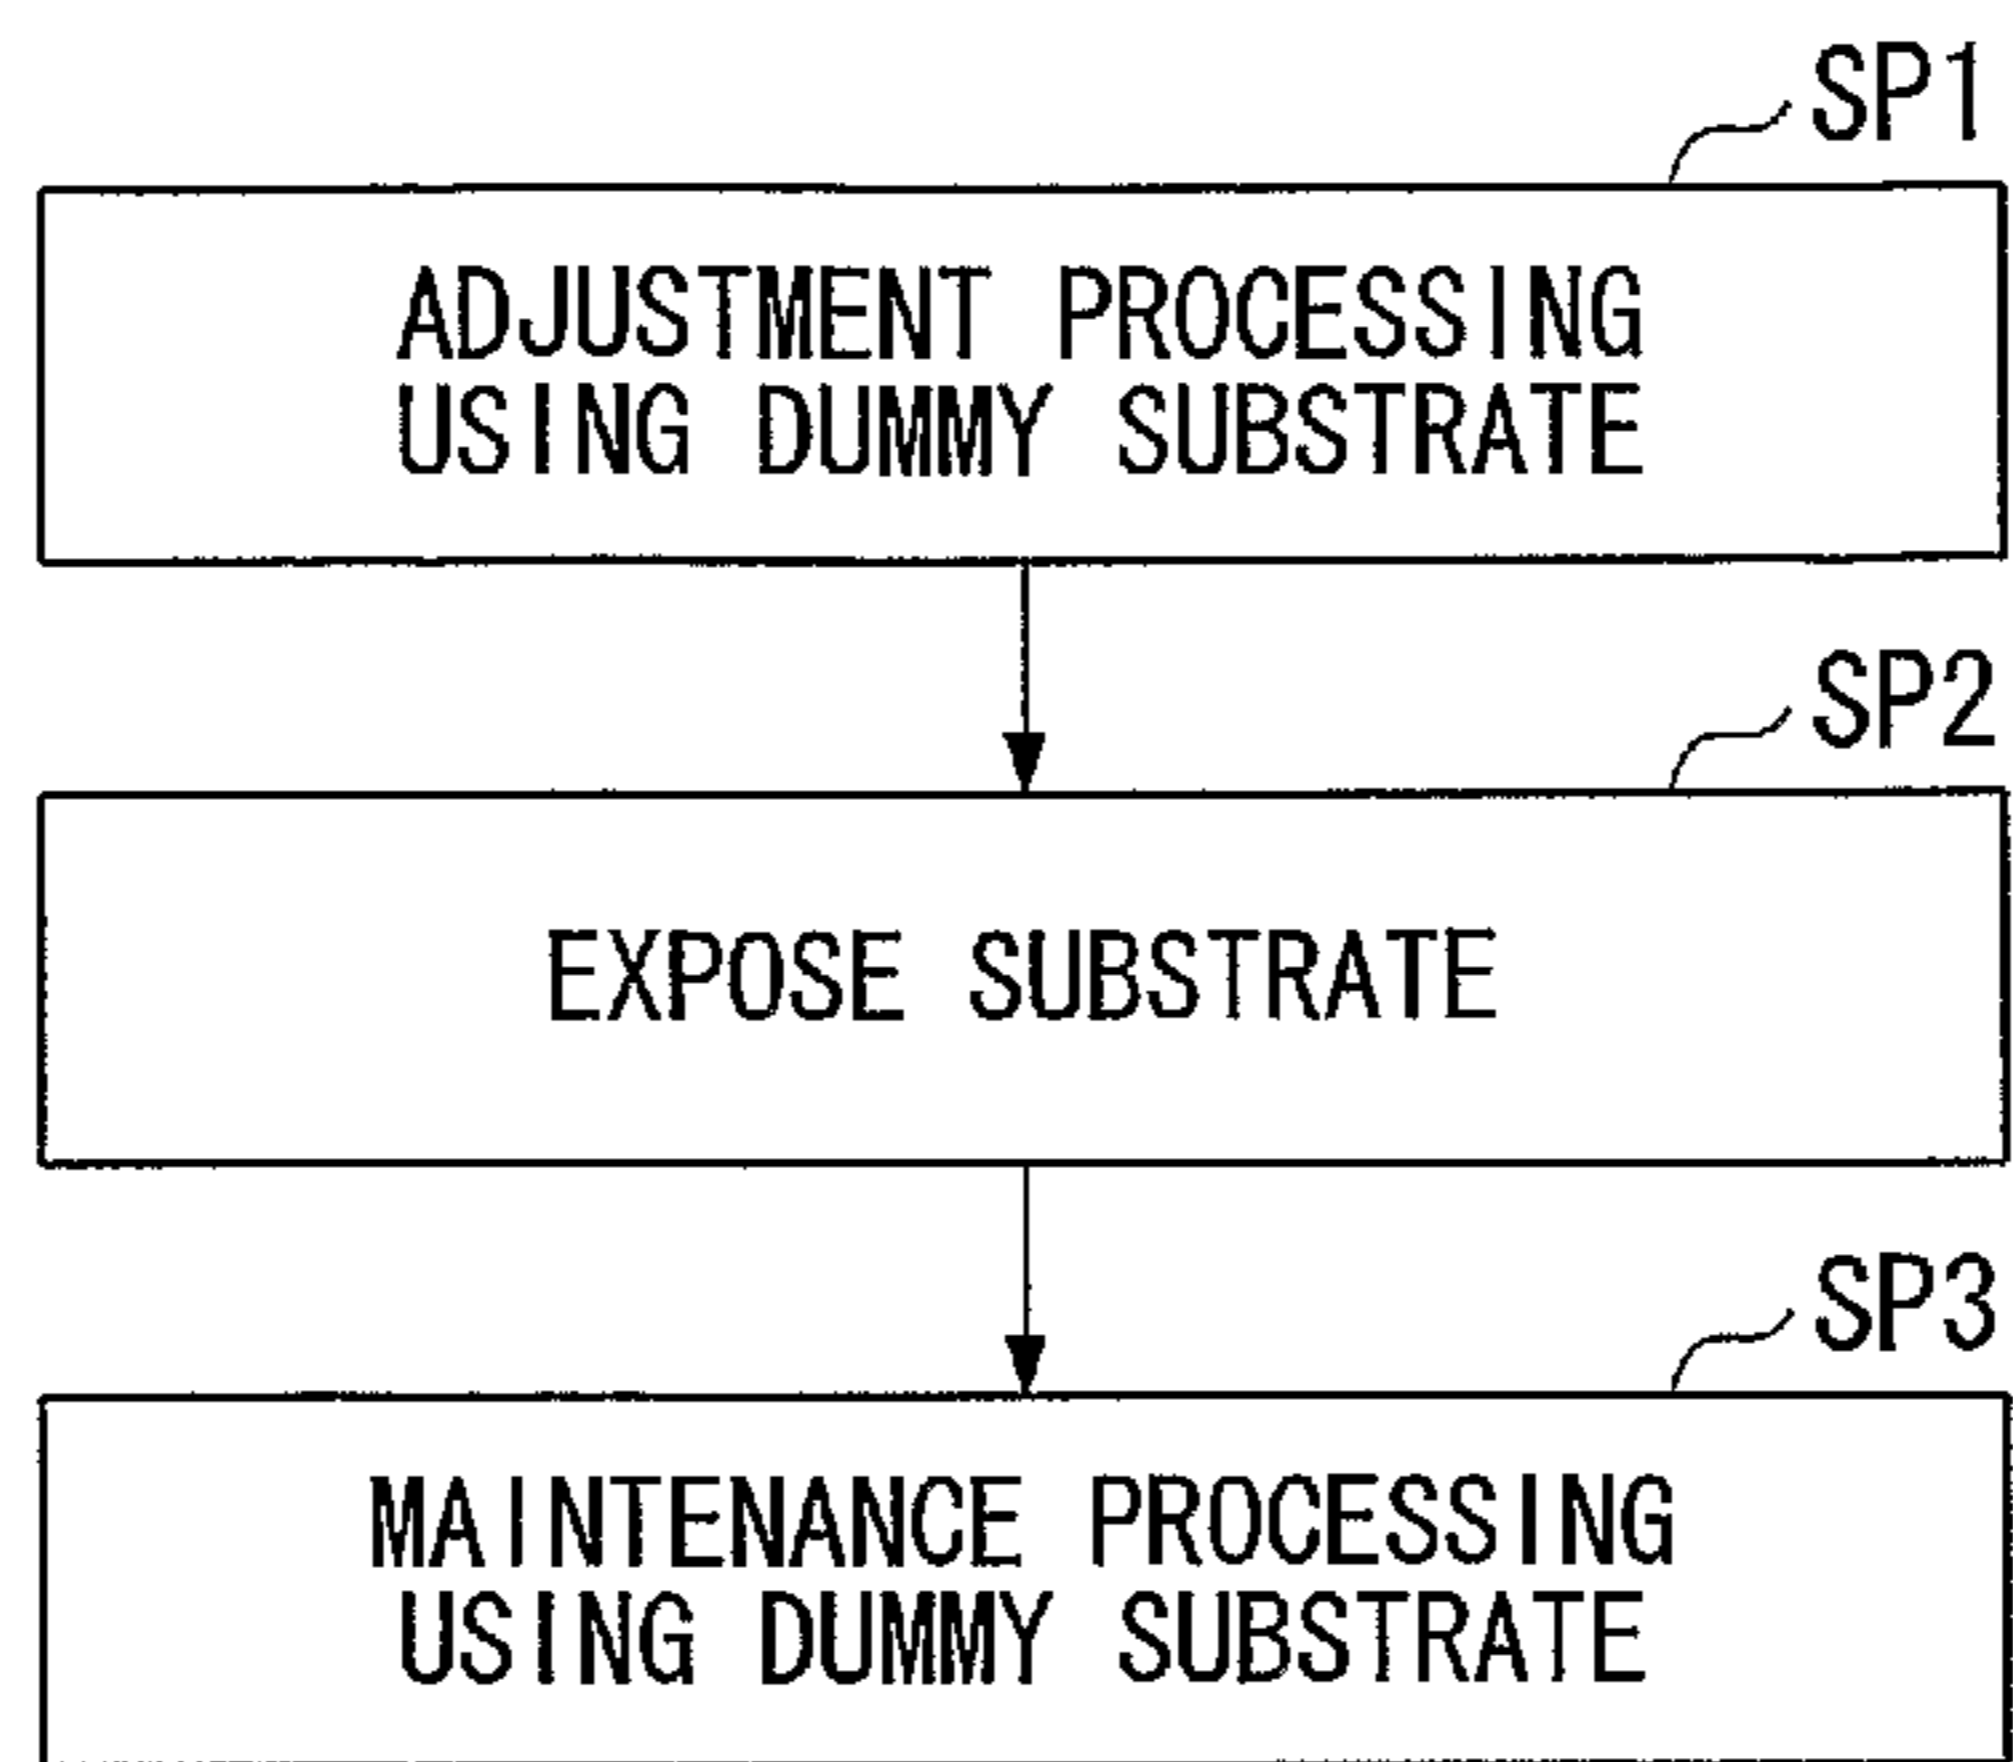 SP1
ADJUSTMENT PROCESSING
USING DUMMY SUBSTRATE
SP2
EXPOSE SUBSTRATE
SP3
MAINTENANCE PROCESSING
USING DUMMY SUBSTRATE